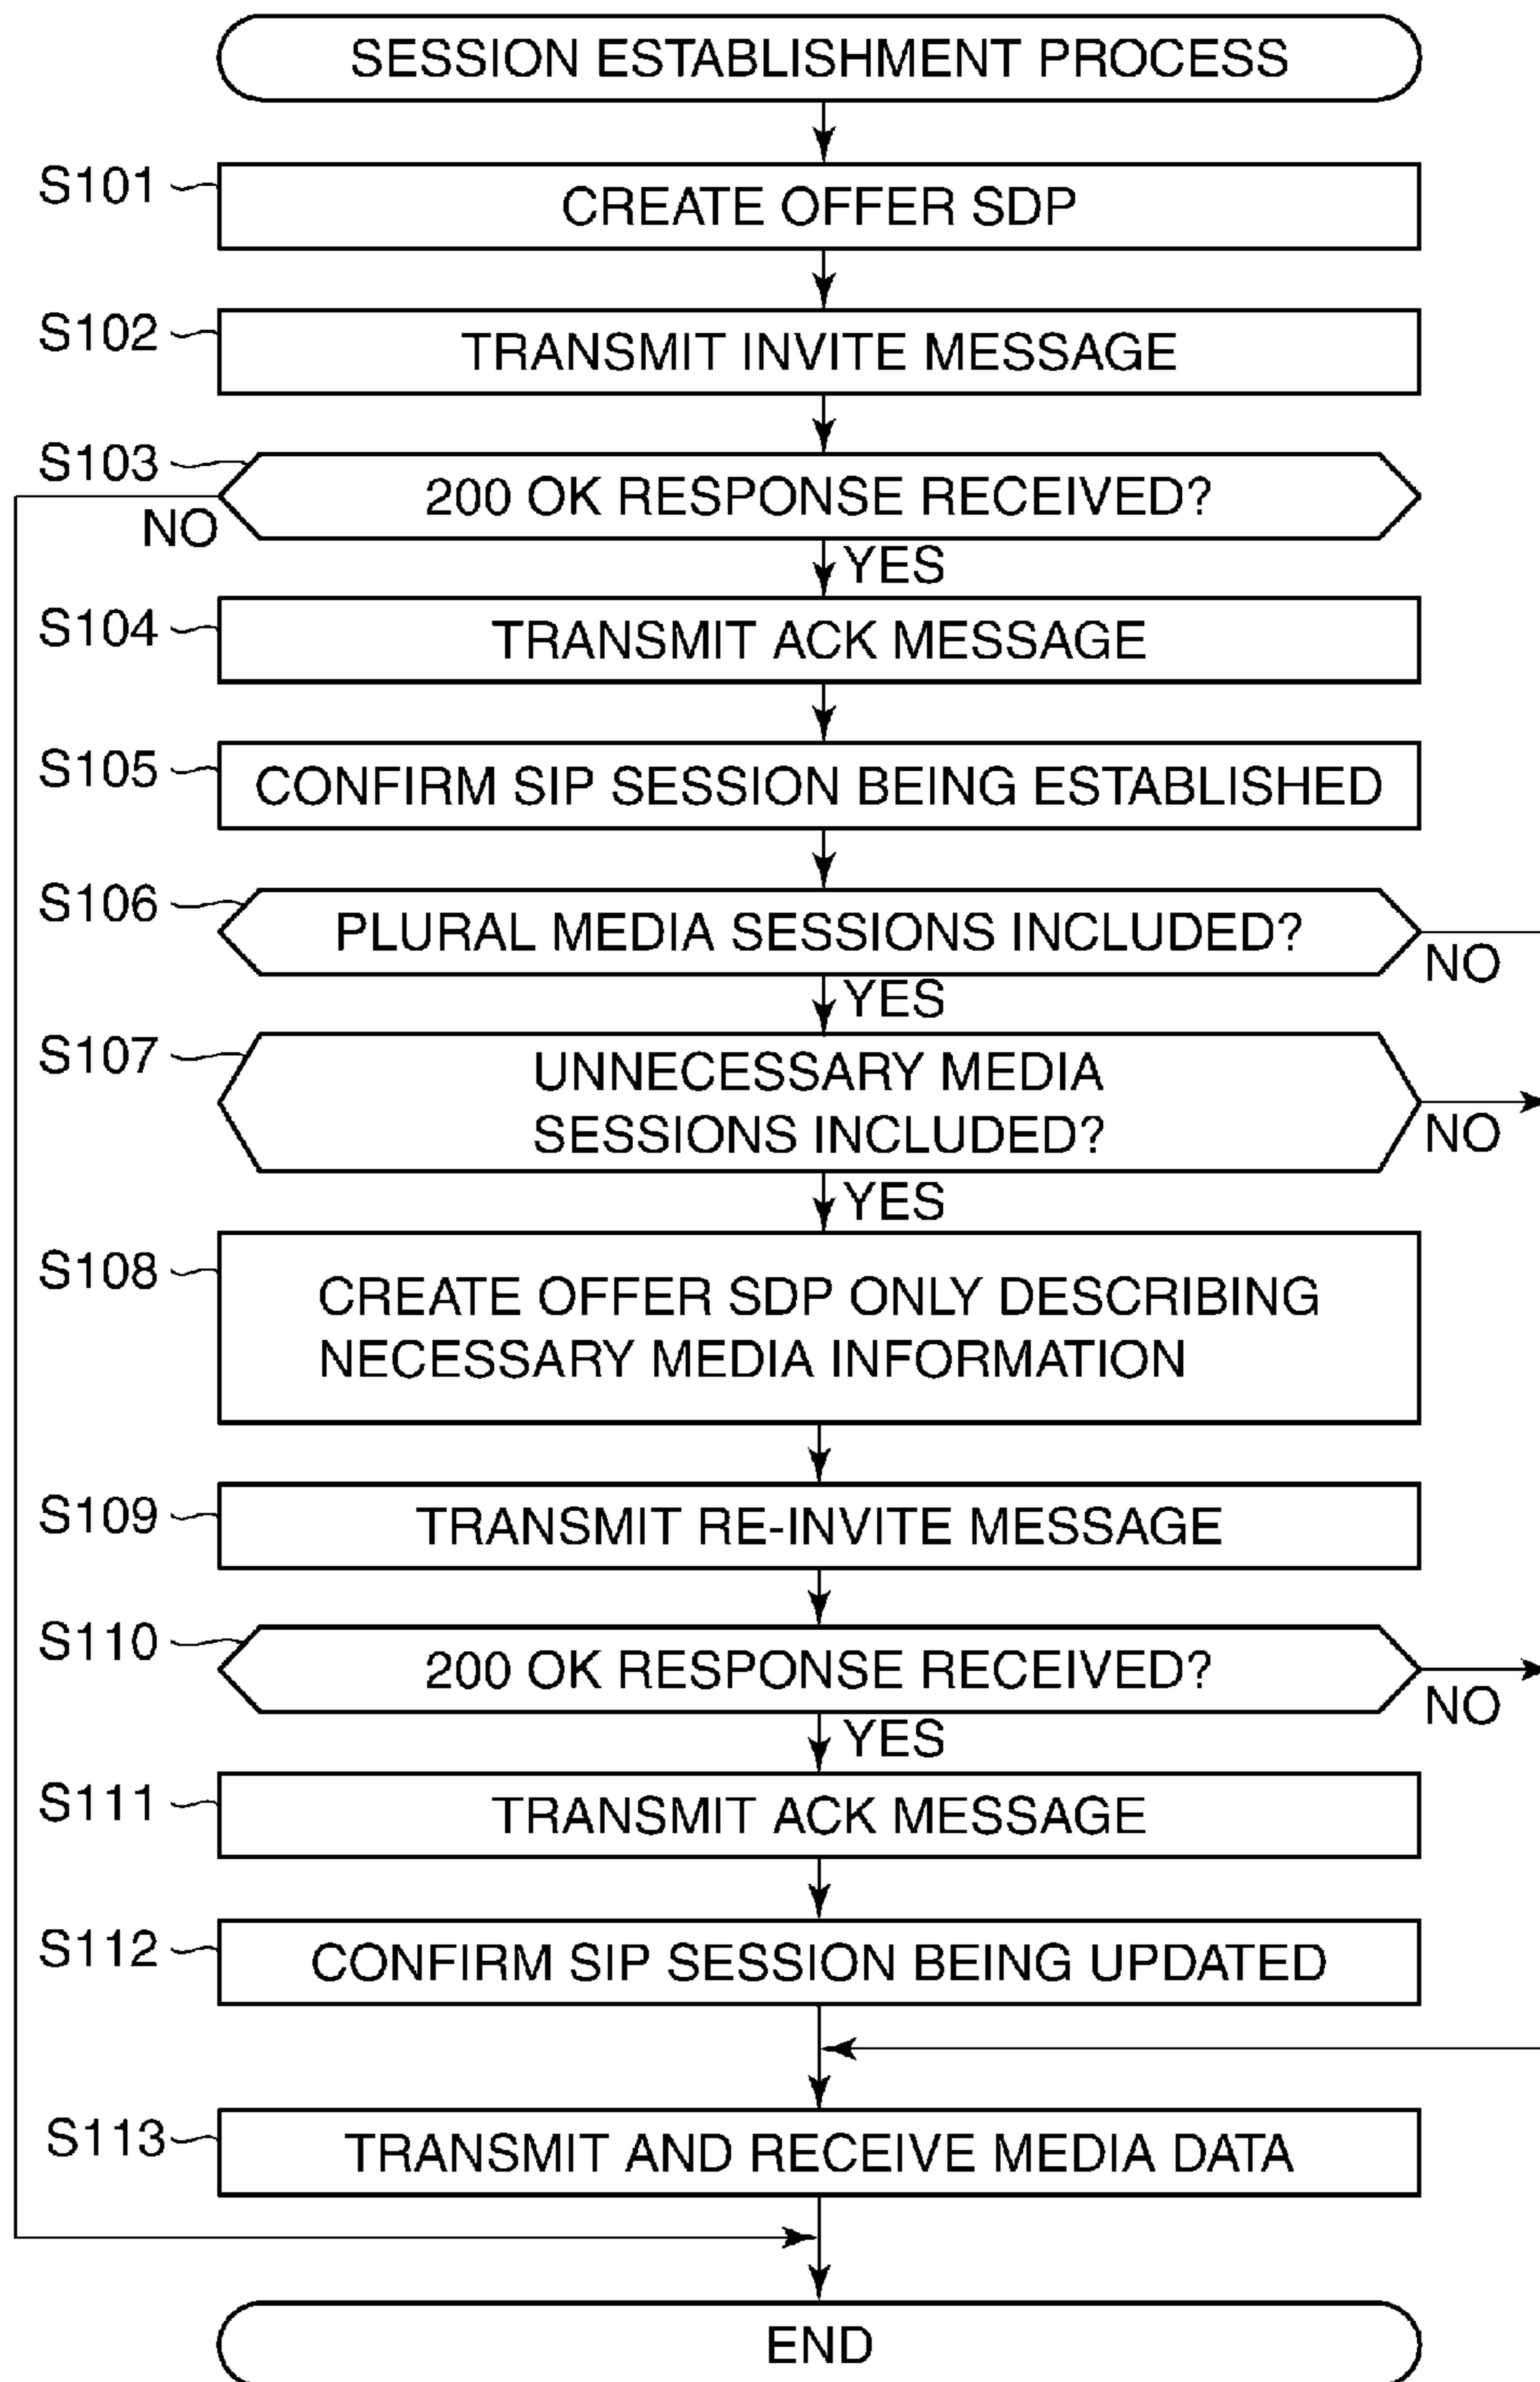 SESSION ESTABLISHMENT PROCESS
S101
CREATE OFFER SDP
S102
TRANSMIT INVITE MESSAGE
S103
200 OK RESPONSE RECEIVED?
NO
YES
S104
TRANSMIT ACK MESSAGE
S105
CONFIRM SIP SESSION BEING ESTABLISHED
S106
PLURAL MEDIA SESSIONS INCLUDED?
NO
YES
S107
UNNECESSARY MEDIA
SESSIONS INCLUDED?
NO
YES
S108
CREATE OFFER SDP ONLY DESCRIBING
NECESSARY MEDIA INFORMATION
S109
TRANSMIT RE-INVITE MESSAGE
S110
200 OK RESPONSE RECEIVED?
NO
YES
S111
TRANSMIT ACK MESSAGE
S112
CONFIRM SIP SESSION BEING UPDATED
S113
TRANSMIT AND RECEIVE MEDIA DATA
END